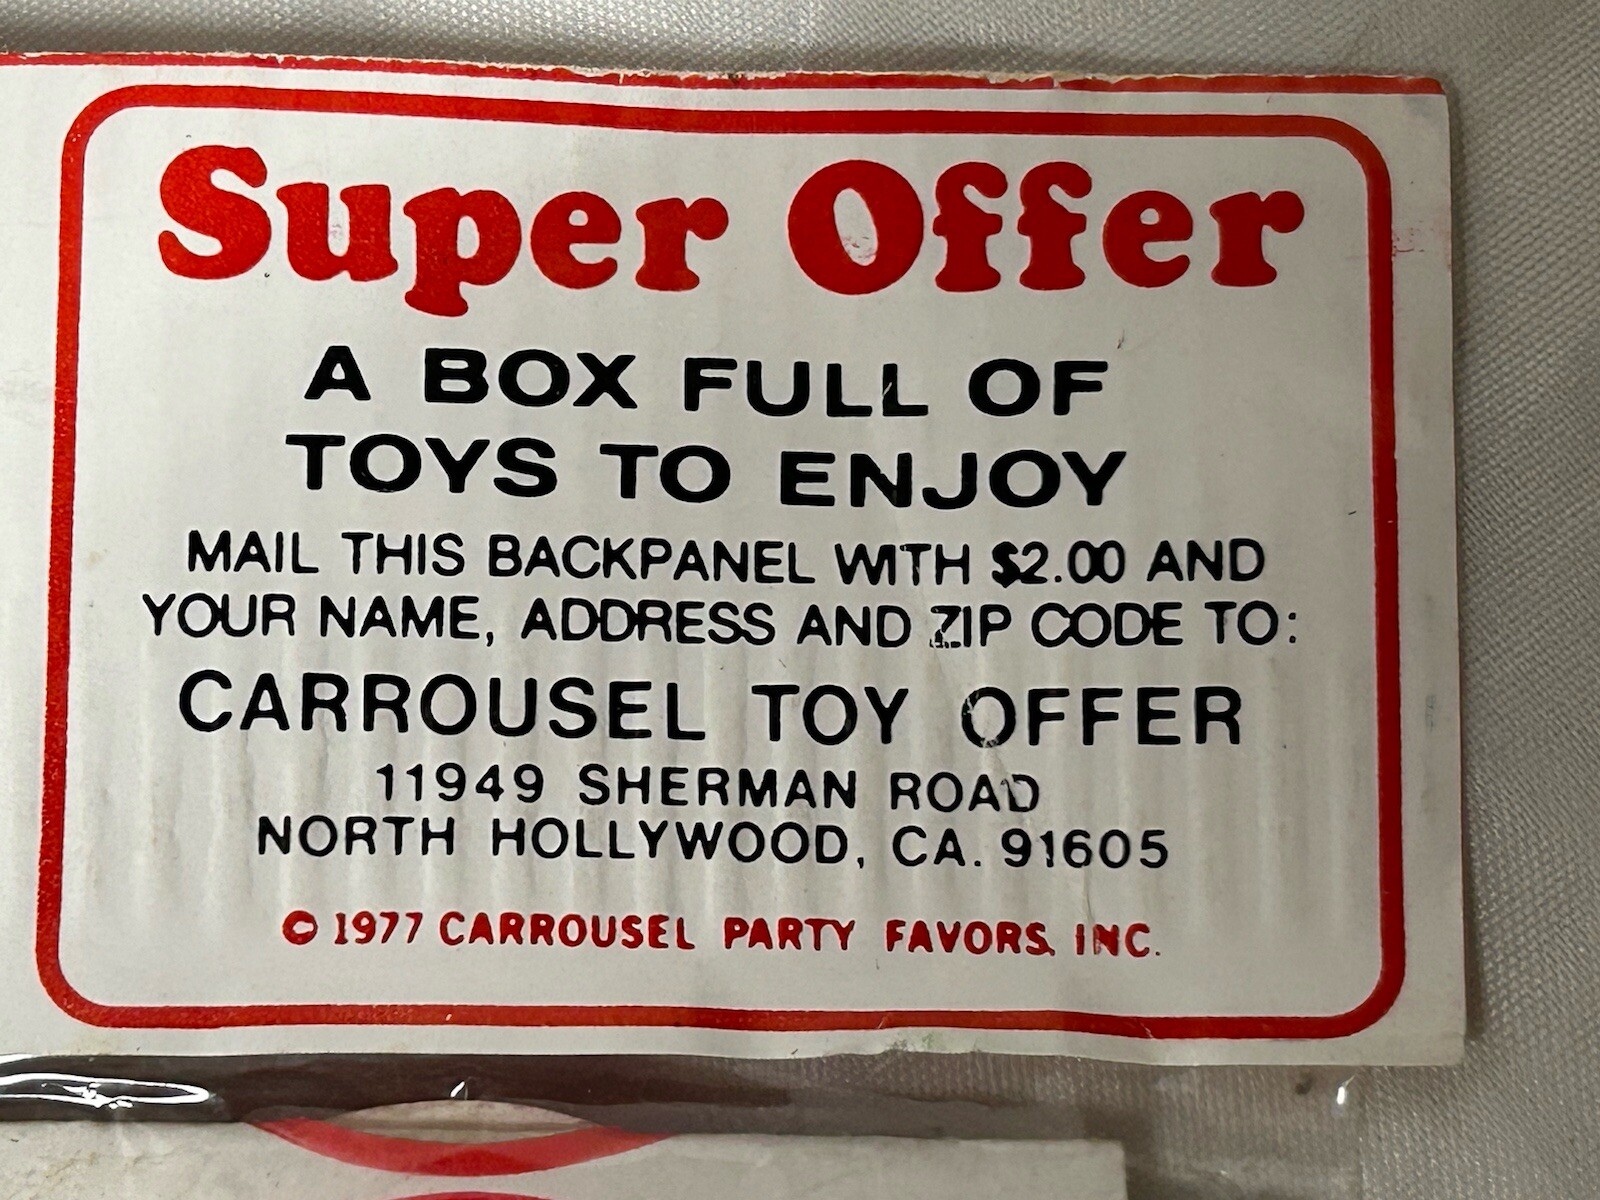 Super Offer
A BOX FULL OF
TOYS TO ENJOY
MAIL THIS BACKPANEL WITH $2.00 AND
YOUR NAME, ADDRESS AND ZIP CODE TO:
CARROUSEL TOY OFFER
11949 SHERMAN ROAD
NORTH HOLLYWOOD, CA. 91605
© 1977 CARROUSEL PARTY FAVORS, INC.